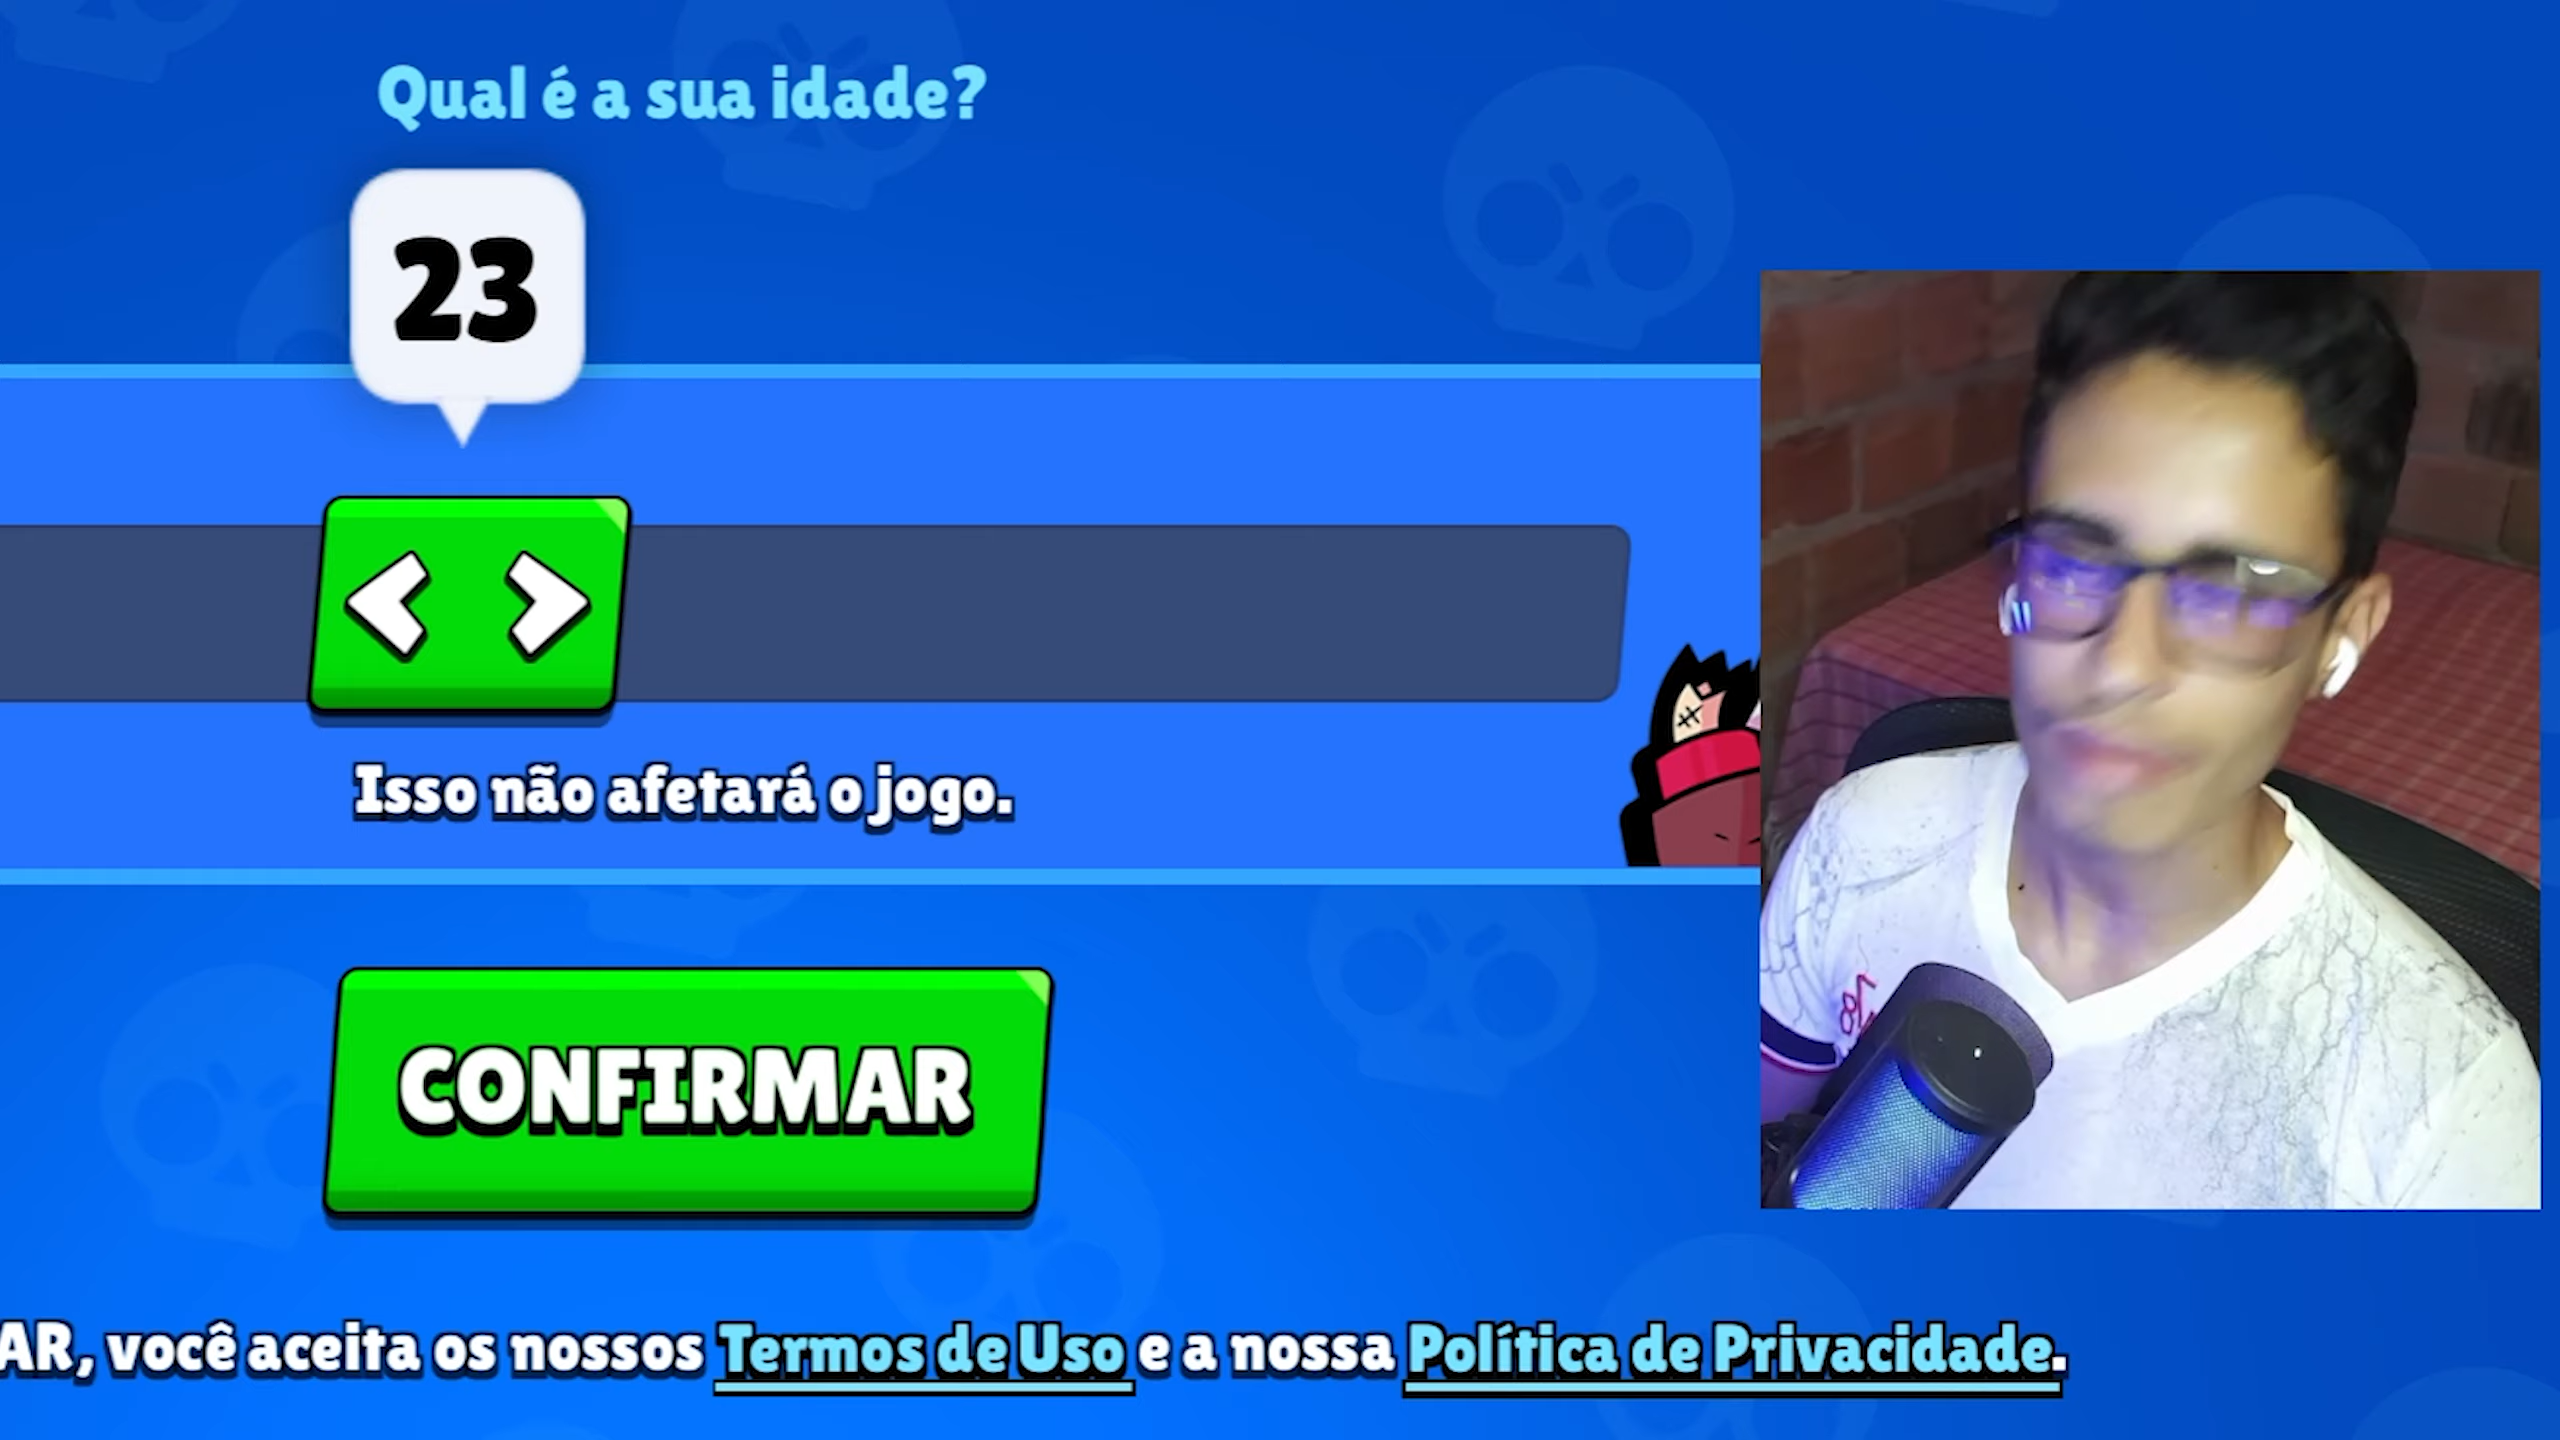 Qual é a sua idade?
23
Isso não afetará o jogo.
CONFIRMAR
AR, você aceita os nossos Termos de Uso e a nossa Política de Privacidade.